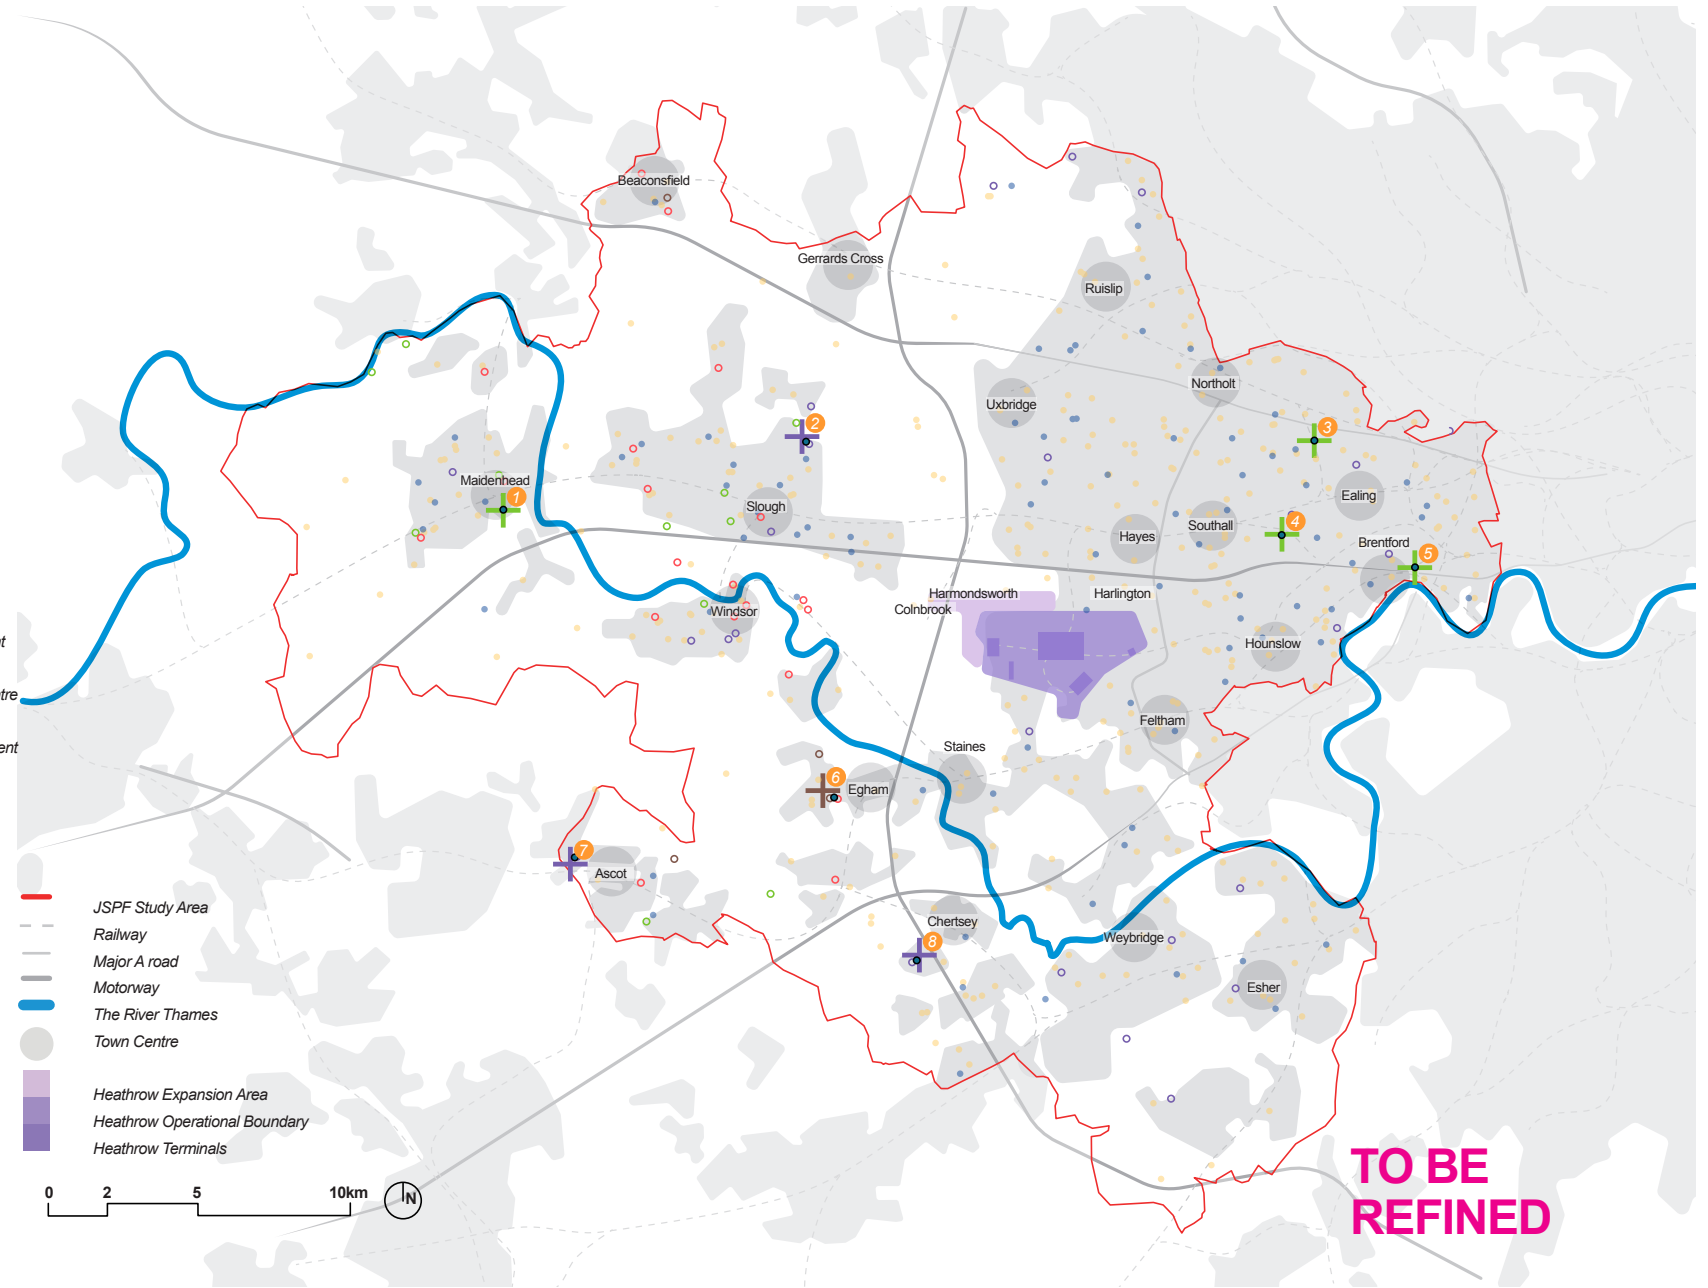 Beaconsfield
Gerrards Cross
Ruislip
Northolt
Uxbridge
2
3
Maidenhead
1
Slough
Ealing
Southall
4
Hayes
Brentford
5
Harmondsworth
Harlington
Colnbrook
Windsor
Hounslow
Feltham
Staines
6
Egham
7
Ascot
Chertsey
8
Weybridge
Esher
JSPF Study Area
Railway
Major A road
Motorway
The River Thames
Town Centre
Heathrow Expansion Area
Heathrow Operational Boundary
Heathrow Terminals
0 2 5 10km
N
TO BE
REFINED